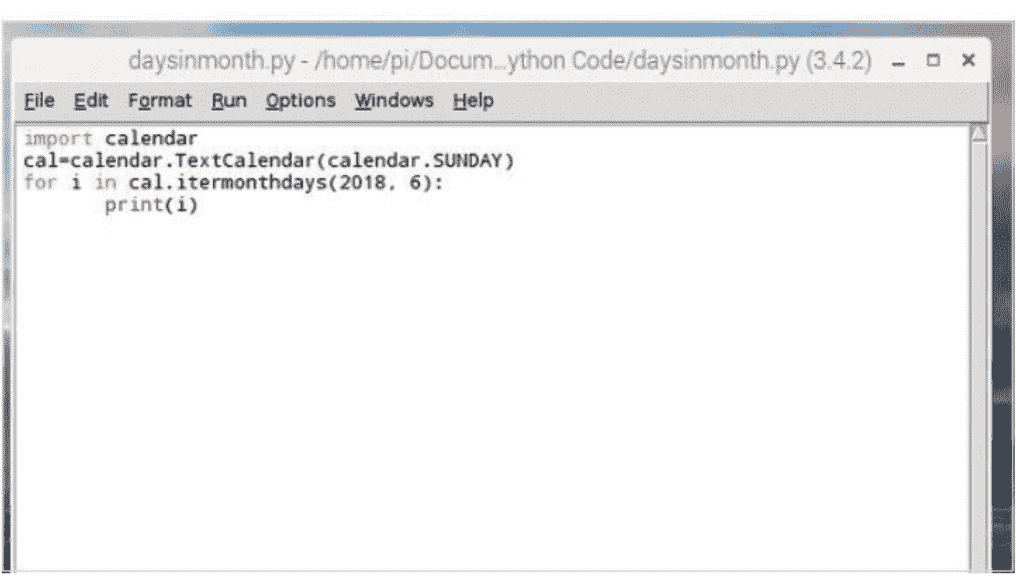 daysinmonth.py - /home/pi/Docum...ython Code/daysinmonth.py (3.4.2)
File Edit Format Run Options Windows Help
import calendar
cal=calendar.TextCalendar(calendar.SUNDAY)
for i in cal.itermonthdays(2018, 6):
        print(i)